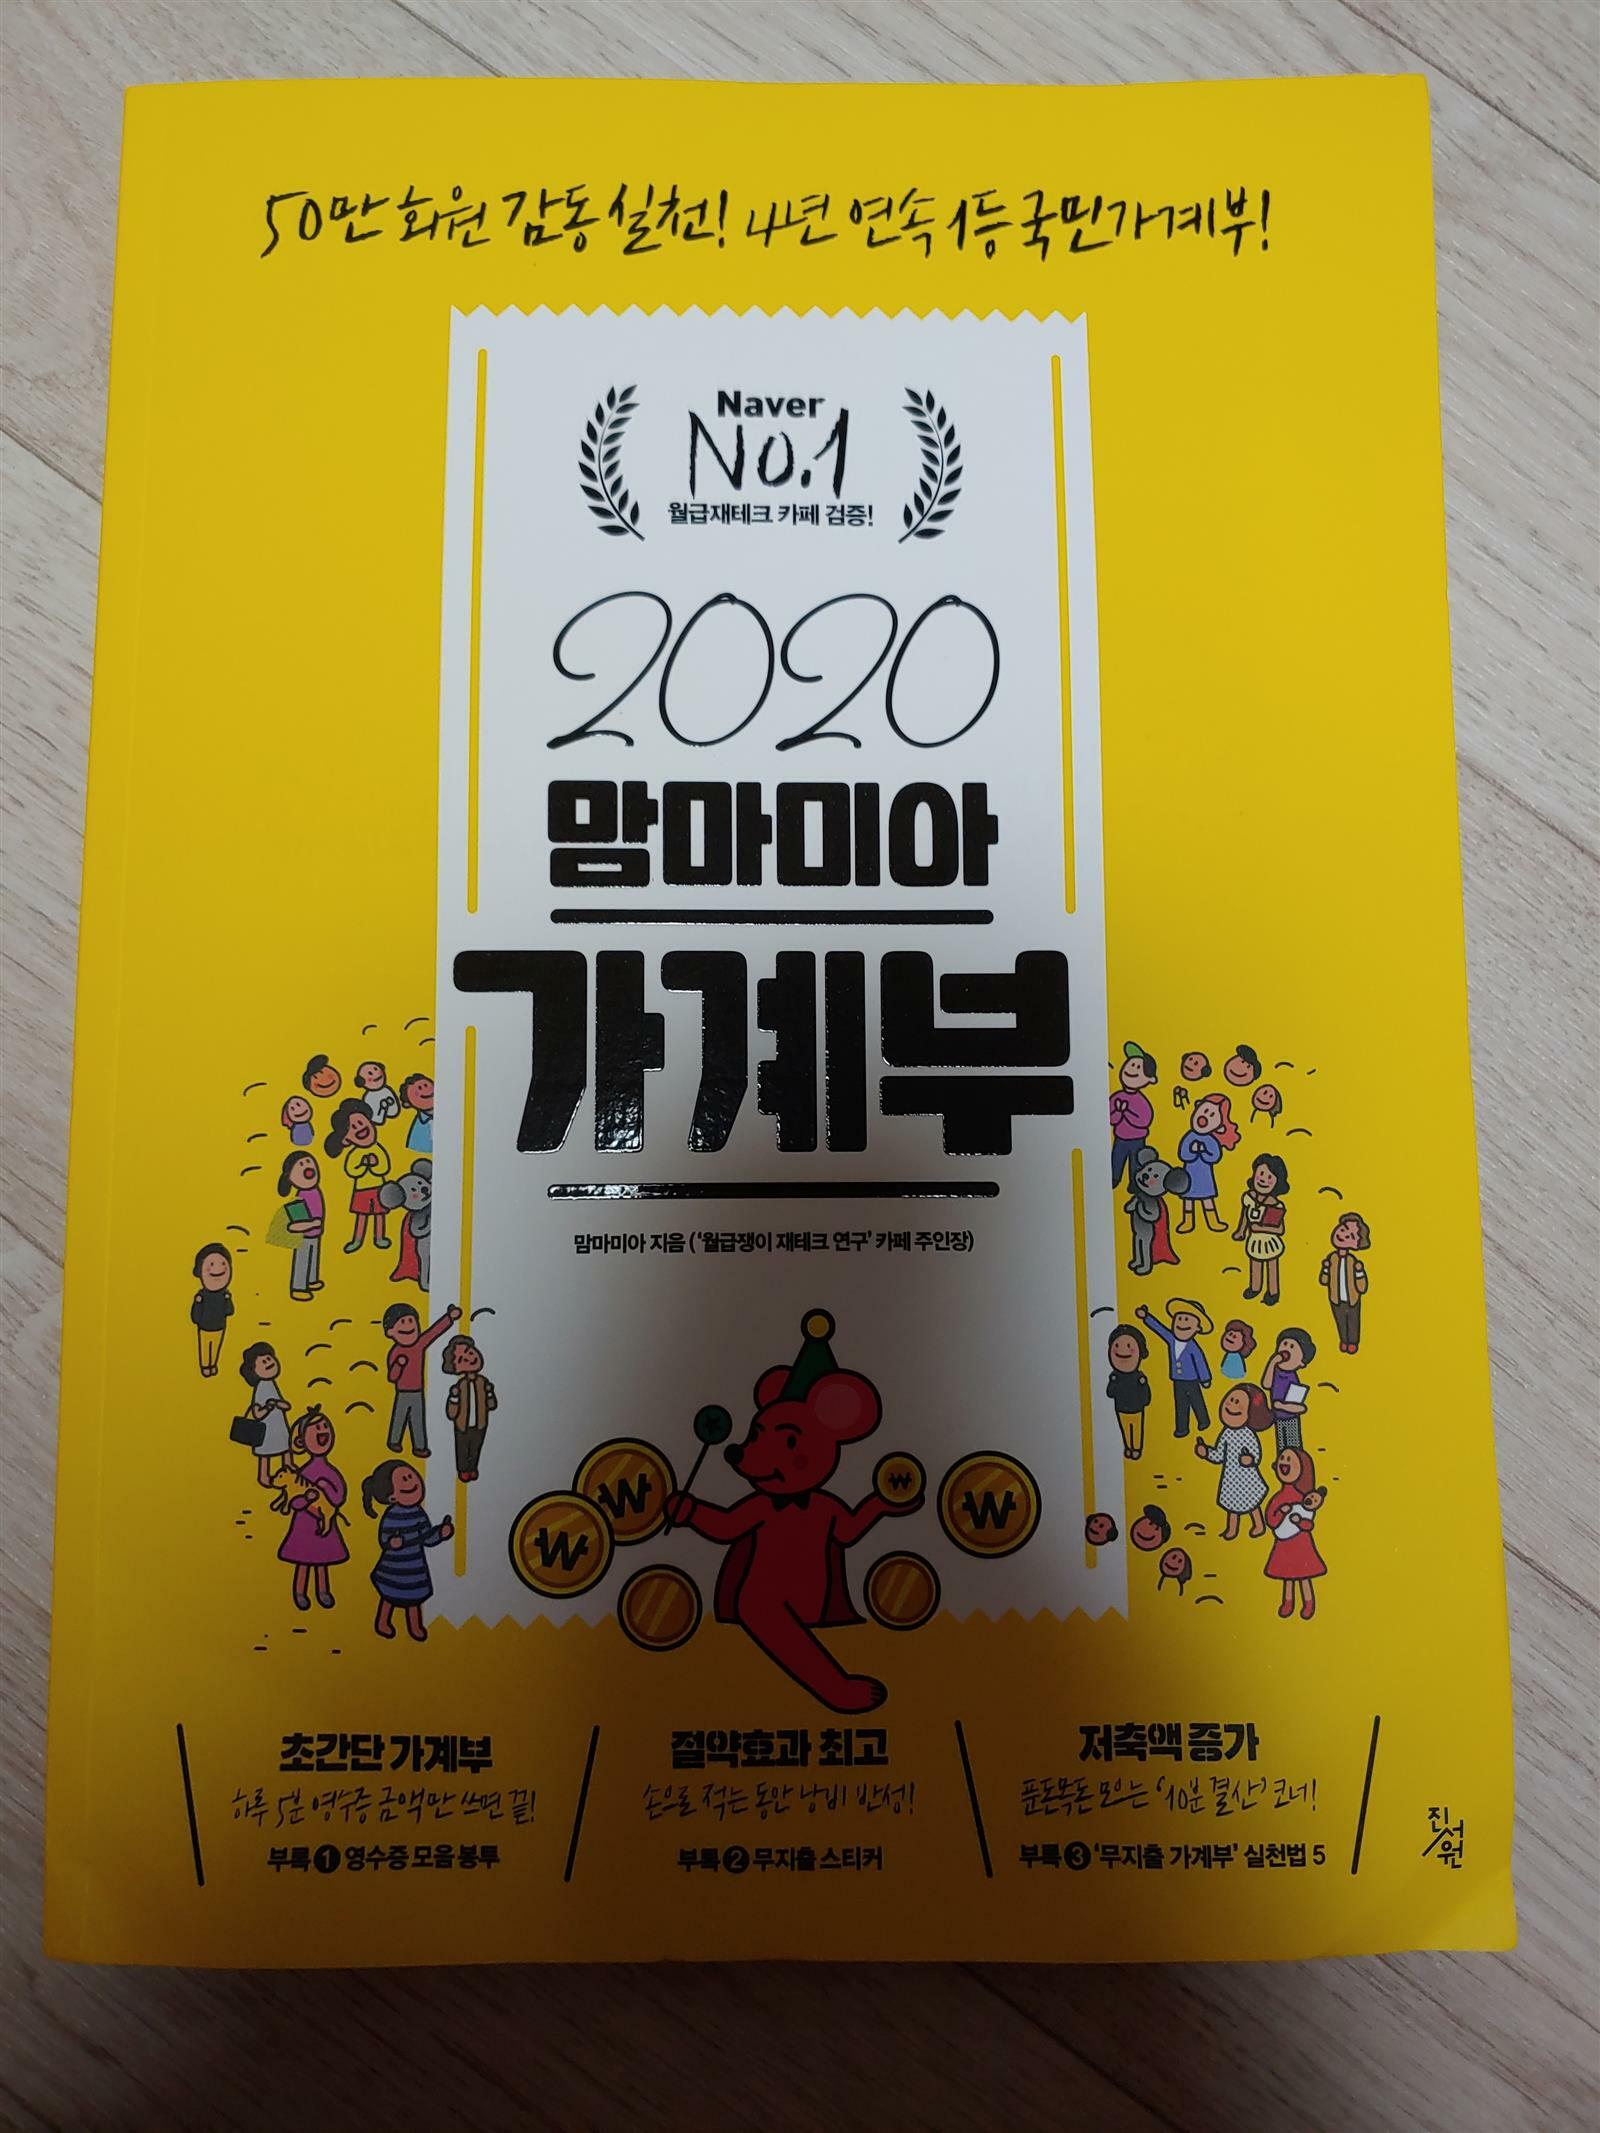 50만 회원 감동 실천! 4년 연속 1등 국민가계부!
Naver
No.1
월급재테크 카페 검증!
2020
맘마미아
가계부
맘마미아 지음 ('월급쟁이 재테크 연구' 카페 주인장)
₩ ₩ ₩ ₩
초간단 가계부
하루 5분 영수증 금액만 쓰면 끝!
부록 1 영수증 모음 봉투
절약효과 최고
손으로 적는 동안 낭비 반성!
부록 2 무지출 스티커
저축액 증가
푼돈목돈 모으는 '10분 결산' 코너!
부록 3 '무지출 가계부' 실천법 5
진서원